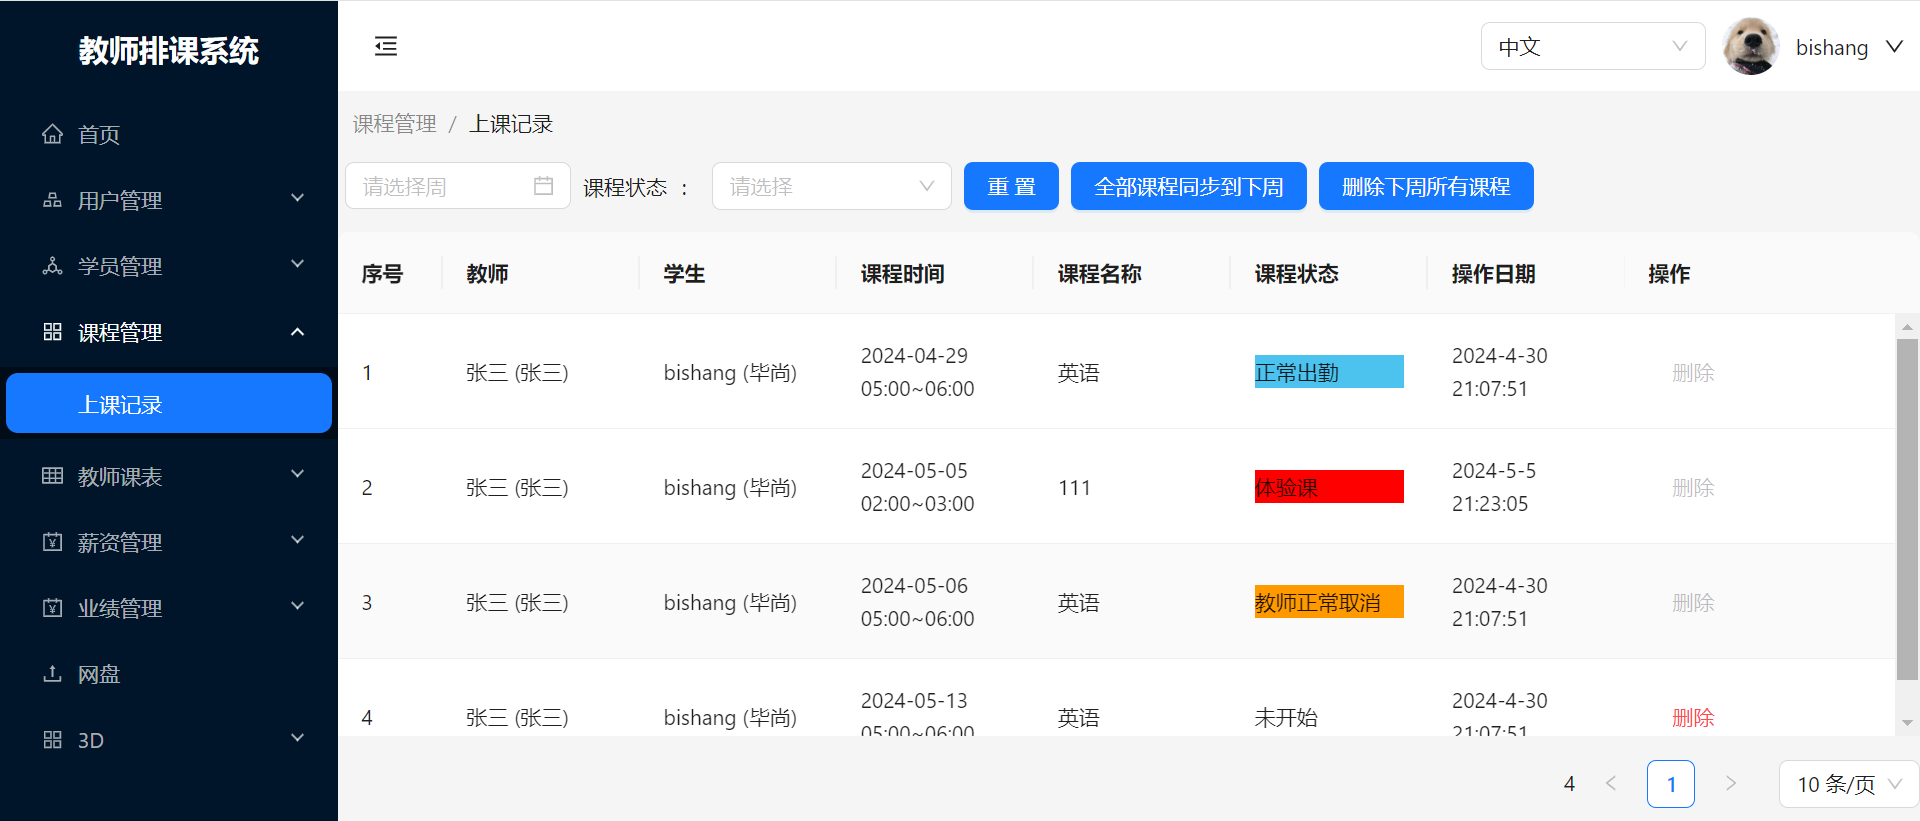 教师排课系统
首页
用户管理
学员管理
课程管理
上课记录
教师课表
薪资管理
业绩管理
网盘
3D
中文
bishang
课程管理 / 上课记录
请选择周 课程状态 : 请选择 重 置 全部课程同步到下周 删除下周所有课程
序号 教师 学生 课程时间 课程名称 课程状态 操作日期 操作
1 张三 (张三) bishang (毕尚) 2024-04-29 05:00~06:00 英语 正常出勤 2024-4-30 21:07:51 删除
2 张三 (张三) bishang (毕尚) 2024-05-05 02:00~03:00 111 体验课 2024-5-5 21:23:05 删除
3 张三 (张三) bishang (毕尚) 2024-05-06 05:00~06:00 英语 教师正常取消 2024-4-30 21:07:51 删除
4 张三 (张三) bishang (毕尚) 2024-05-13 05:00~06:00 英语 未开始 2024-4-30 21:07:51 删除
4 < 1 > 10 条/页